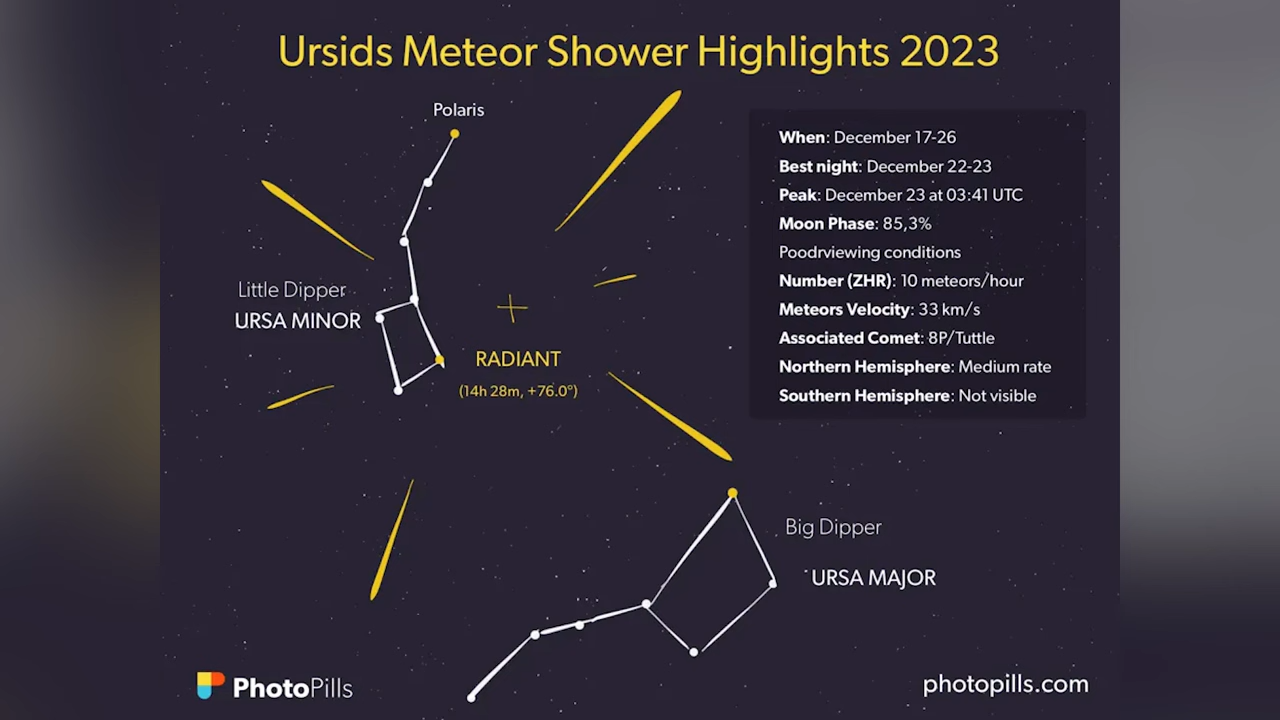 Ursids Meteor Shower Highlights 2023
Polaris
When: December 17-26
Best night: December 22-23
Peak: December 23 at 03:41 UTC
Moon Phase: 85,3%
Poodrviewing conditions
Number (ZHR): 10 meteors/hour
Meteors Velocity: 33 km/s
Associated Comet: 8P/Tuttle
Northern Hemisphere: Medium rate
Southern Hemisphere: Not visible
Little Dipper
URSA MINOR
RADIANT
(14h 28m, +76.0°)
Big Dipper
URSA MAJOR
PhotoPills
photopills.com